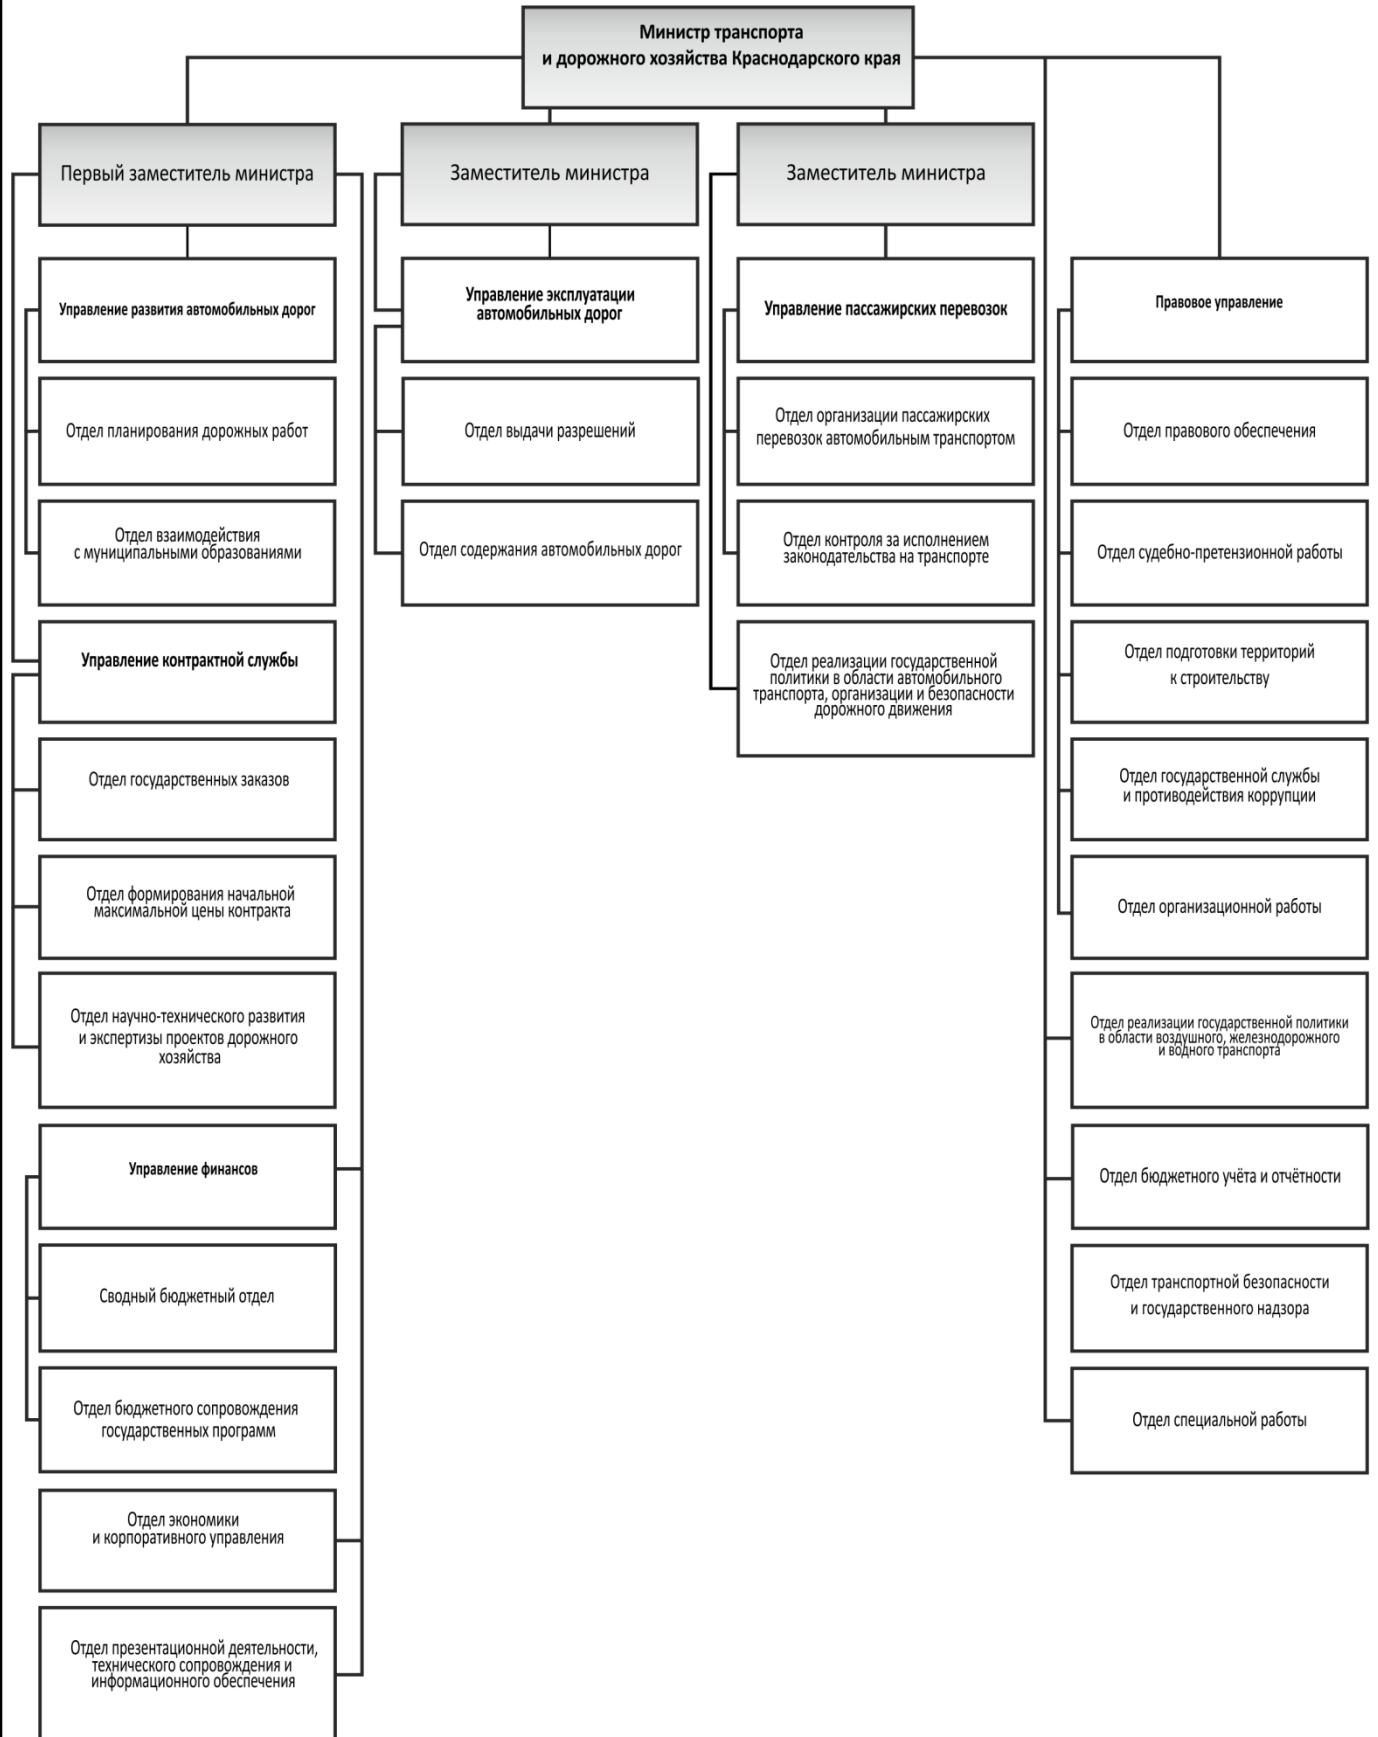 Министр транспорта
и дорожного хозяйства Краснодарского края
Первый заместитель министра
Управление развития автомобильных дорог
Отдел планирования дорожных работ
Отдел взаимодействия
с муниципальными образованиями
Управление контрактной службы
Отдел государственных заказов
Отдел формирования начальной
максимальной цены контракта
Отдел научно-технического развития
и экспертизы проектов дорожного
хозяйства
Управление финансов
Сводный бюджетный отдел
Отдел бюджетного сопровождения
государственных программ
Отдел экономики
и корпоративного управления
Отдел презентационной деятельности,
технического сопровождения и
информационного обеспечения
Заместитель министра
Управление эксплуатации
автомобильных дорог
Отдел выдачи разрешений
Отдел содержания автомобильных дорог
Заместитель министра
Управление пассажирских перевозок
Отдел организации пассажирских
перевозок автомобильным транспортом
Отдел контроля за исполнением
законодательства на транспорте
Отдел реализации государственной
политики в области автомобильного
транспорта, организации и безопасности
дорожного движения
Правовое управление
Отдел правового обеспечения
Отдел судебно-претензионной работы
Отдел подготовки территорий
к строительству
Отдел государственной службы
и противодействия коррупции
Отдел организационной работы
Отдел реализации государственной политики
в области воздушного, железнодорожного
и водного транспорта
Отдел бюджетного учёта и отчётности
Отдел транспортной безопасности
и государственного надзора
Отдел специальной работы